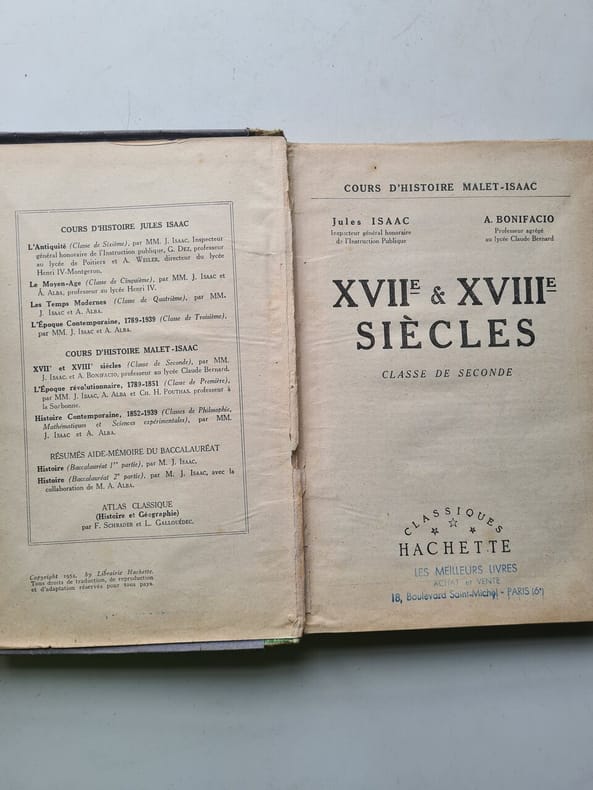 COURS D'HISTOIRE JULES ISAAC
L'Antiquité (Classe de Sixième), par MM. J. ISAAC, Inspecteur
général honoraire de l'Instruction publique, G. DEZ, professeur
au lycée de Poitiers et A. WEILER, directeur du lycée
Henri IV-Montgeron.
Le Moyen-Age (Classe de Cinquième), par MM. J. ISAAC et
A. ALBA, professeur au lycée Henri IV.
Les Temps Modernes (Classe de Quatrième), par MM.
J. ISAAC et A. ALBA.
L'Époque Contemporaine, 1789-1939 (Classe de Troisième),
par MM. J. ISAAC et A. ALBA.
COURS D'HISTOIRE MALET-ISAAC
XVIIe et XVIIIe siècles (Classe de Seconde), par MM.
J. ISAAC et A. BONIFACIO, professeur au lycée Claude Bernard.
L'Époque révolutionnaire, 1789-1851 (Classe de Première),
par MM. J. ISAAC, A. ALBA et CH. H. POUTHAS, professeur à
la Sorbonne.
Histoire Contemporaine, 1852-1939 (Classes de Philosophie,
Mathématiques et Sciences expérimentales), par MM.
J. ISAAC et A. ALBA.
RÉSUMÉS AIDE-MÉMOIRE DU BACCALAURÉAT
Histoire (Baccalauréat 1re partie), par M. J. ISAAC.
Histoire (Baccalauréat 2e partie), par M. J. ISAAC, avec la
collaboration de M. A. ALBA.
ATLAS CLASSIQUE
(Histoire et Géographie)
par F. SCHRADER et L. GALLOUÉDEC.
Copyright 1952, by Librairie Hachette.
Tous droits de traduction, de reproduction
et d'adaptation réservés pour tous pays.
COURS D'HISTOIRE MALET-ISAAC
Jules ISAAC
Inspecteur général honoraire
de l'Instruction Publique
A. BONIFACIO
Professeur agrégé
au lycée Claude Bernard
XVIIE & XVIIIE
SIÈCLES
CLASSE DE SECONDE
CLASSIQUES
HACHETTE
LES MEILLEURS LIVRES
ACHAT et VENTE
18, Boulevard Saint-Michel - PARIS (6e)